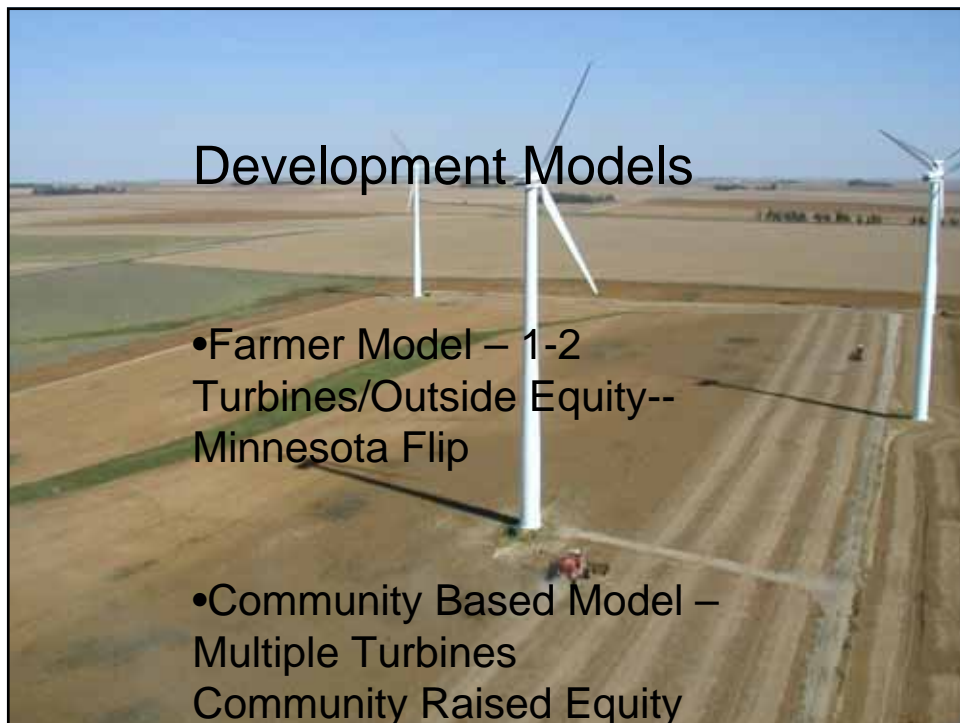 Development Models
•Farmer Model – 1-2
Turbines/Outside Equity--
Minnesota Flip
•Community Based Model –
Multiple Turbines
Community Raised Equity